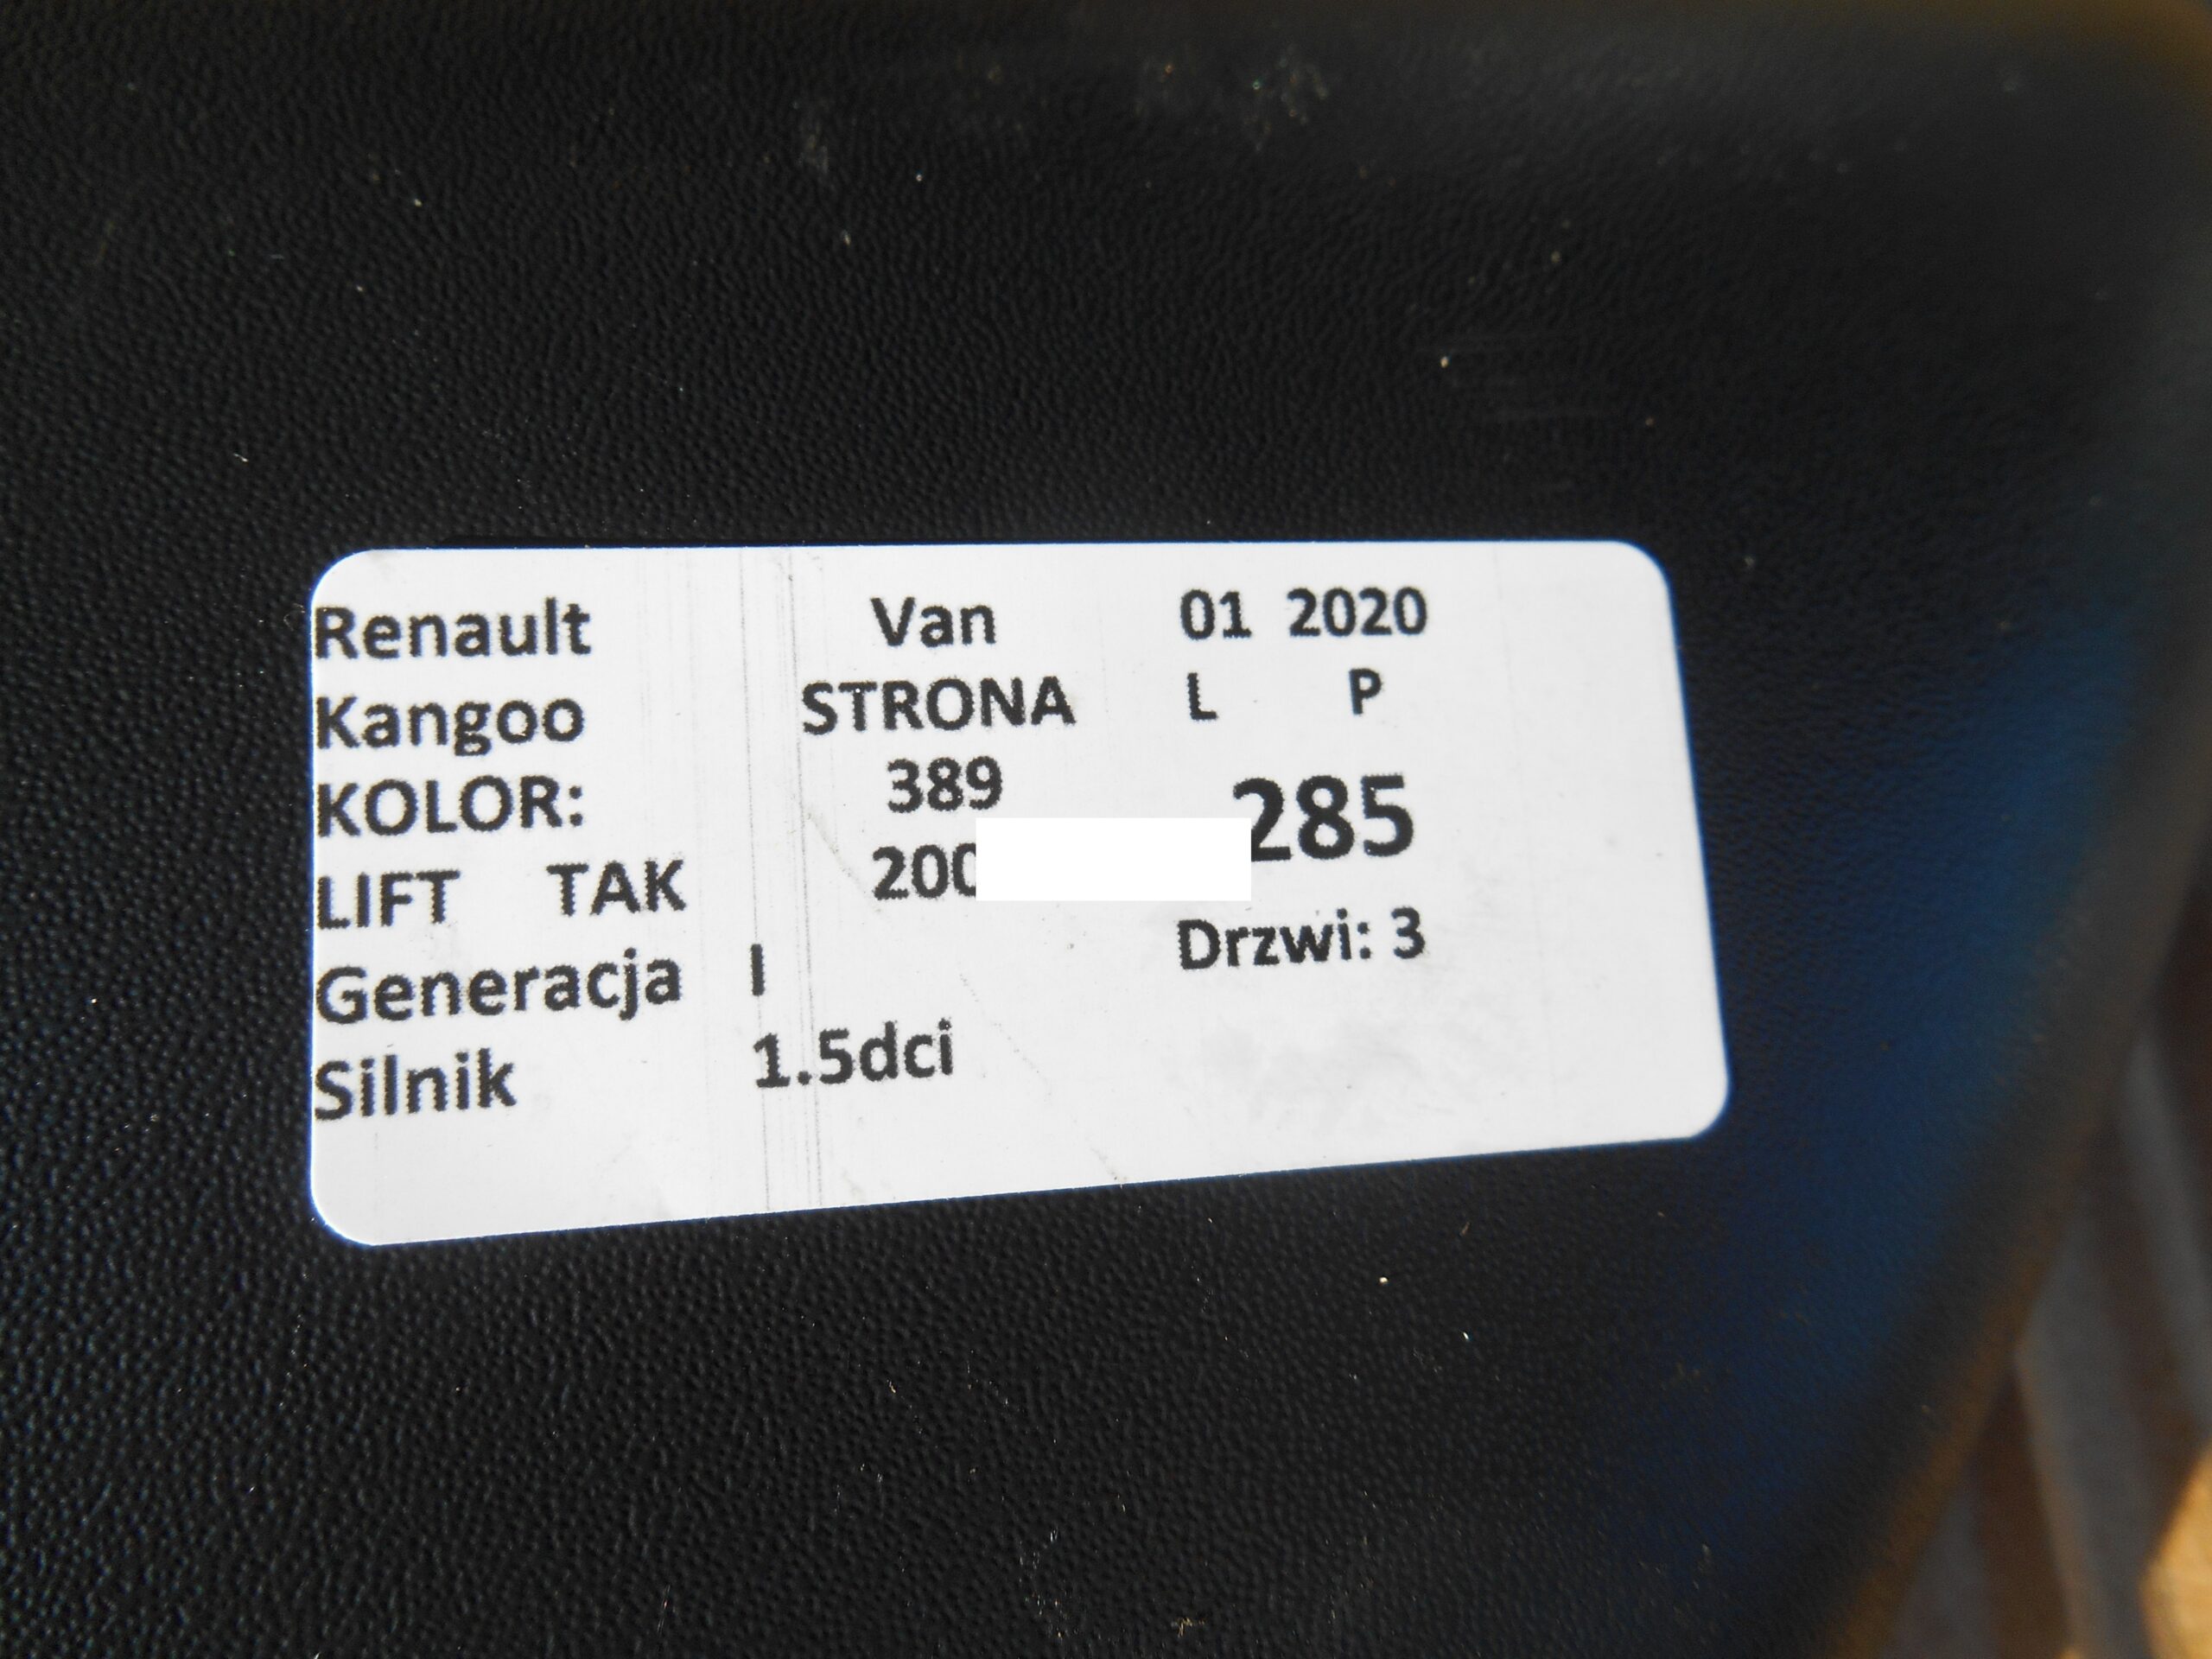 Renault Van 01 2020
Kangoo STRONA L P
KOLOR: 389 285
LIFT TAK 200
Generacja I Drzwi: 3
Silnik 1.5dci